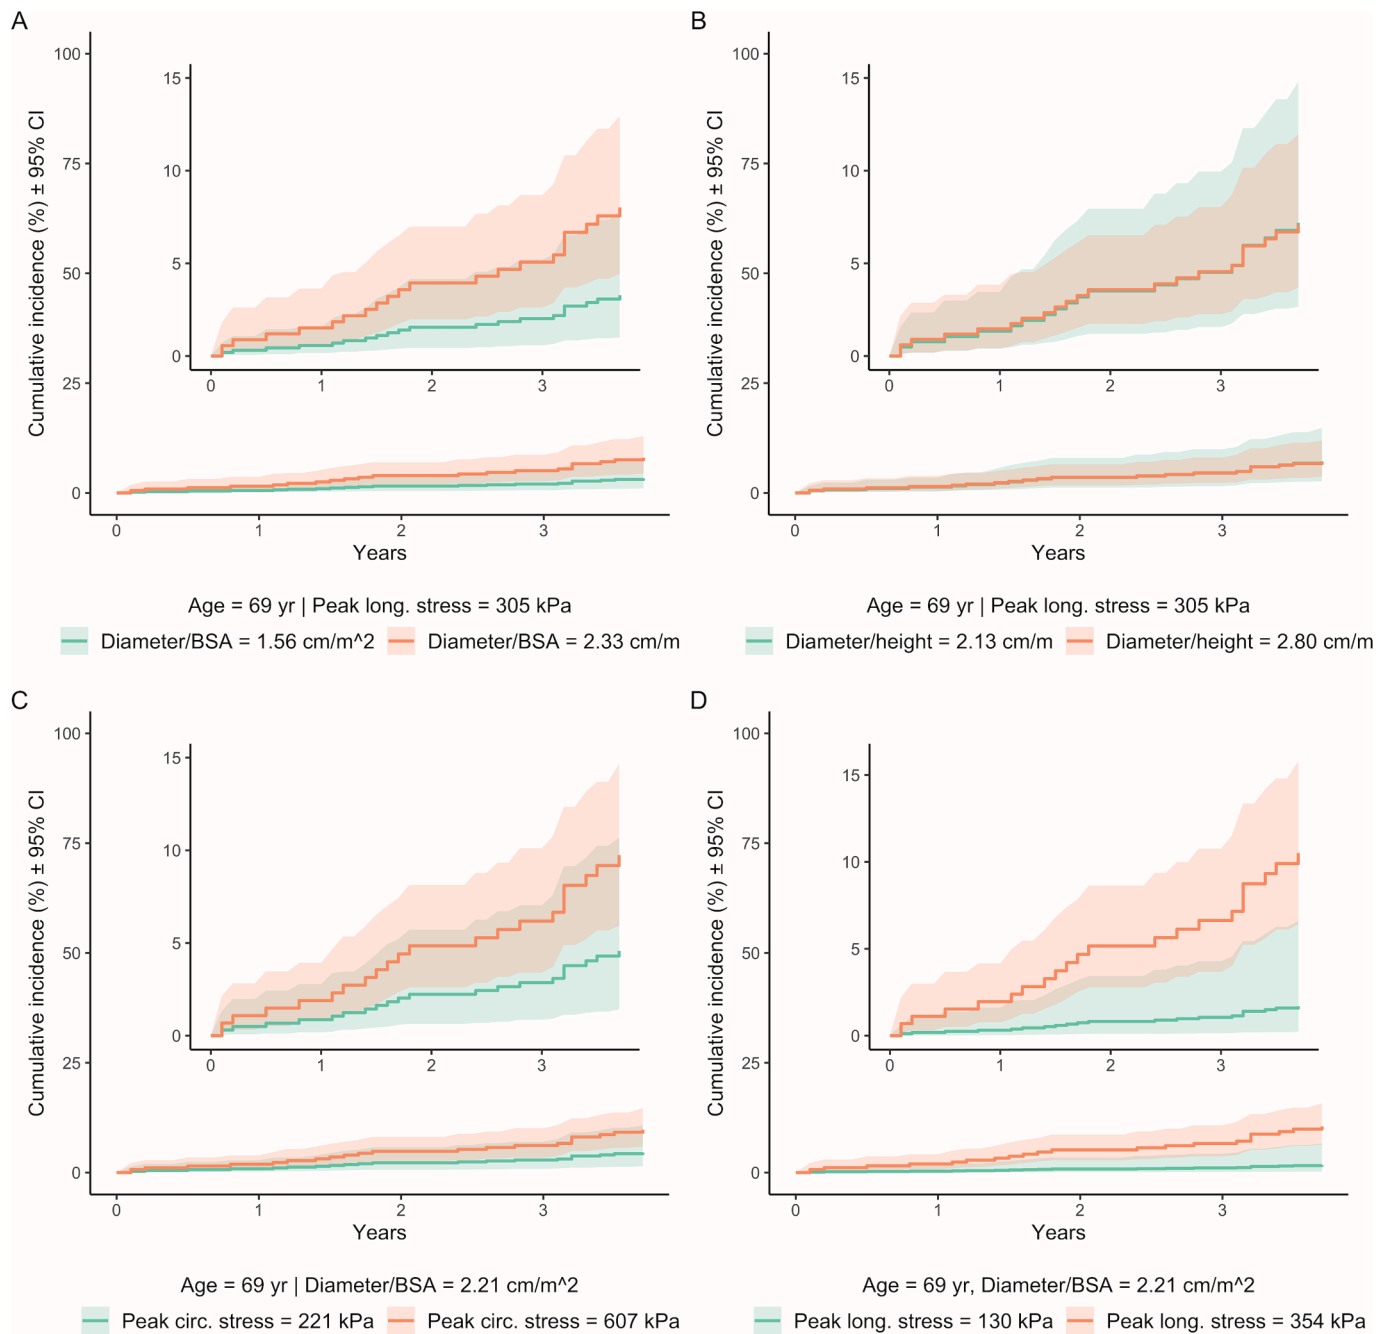 A
Cumulative incidence (%) ± 95% CI
100
75
50
25
0
15
10
5
0
0 1 2 3
0 1 2 3
Years
Age = 69 yr | Peak long. stress = 305 kPa
Diameter/BSA = 1.56 cm/m^2 Diameter/BSA = 2.33 cm/m
B
Cumulative incidence (%) ± 95% CI
100
75
50
25
0
15
10
5
0
0 1 2 3
0 1 2 3
Years
Age = 69 yr | Peak long. stress = 305 kPa
Diameter/height = 2.13 cm/m Diameter/height = 2.80 cm/m
C
Cumulative incidence (%) ± 95% CI
100
75
50
25
0
15
10
5
0
0 1 2 3
0 1 2 3
Years
Age = 69 yr | Diameter/BSA = 2.21 cm/m^2
Peak circ. stress = 221 kPa Peak circ. stress = 607 kPa
D
Cumulative incidence (%) ± 95% CI
100
75
50
25
0
15
10
5
0
0 1 2 3
0 1 2 3
Years
Age = 69 yr, Diameter/BSA = 2.21 cm/m^2
Peak long. stress = 130 kPa Peak long. stress = 354 kPa